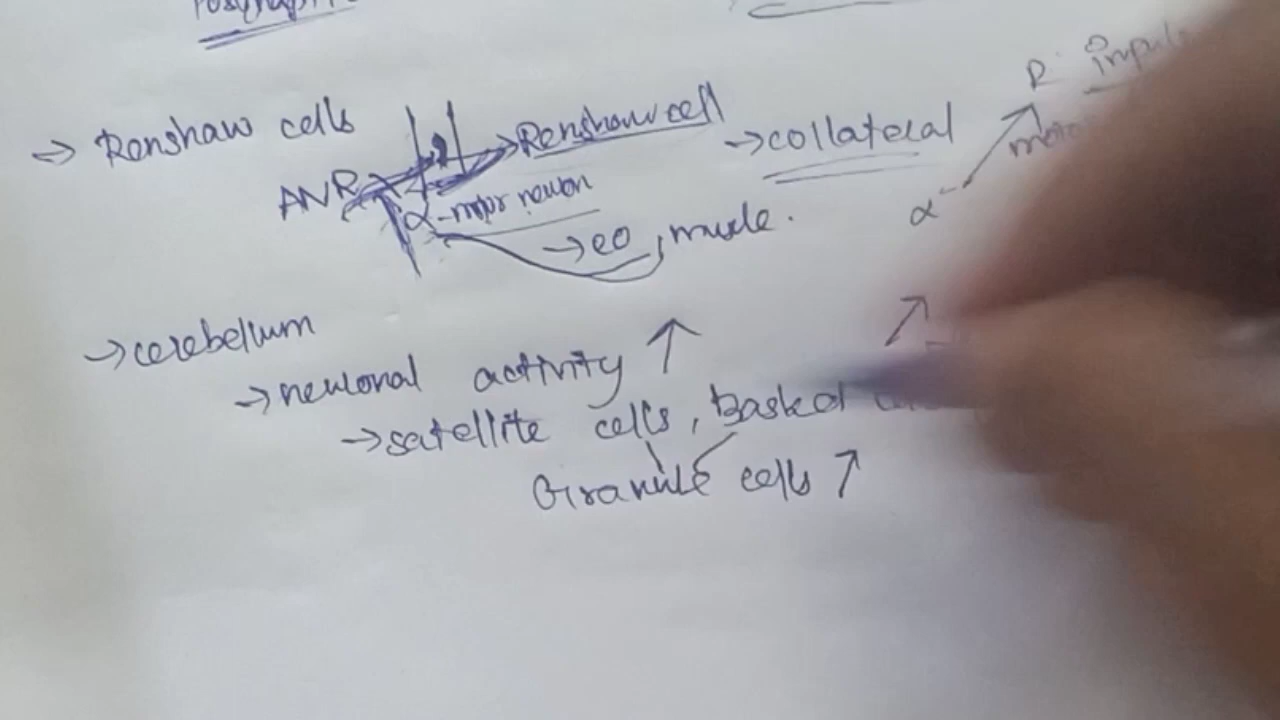 → Renshaw cells
→ Renshaw cell → collateral
ANR
α-motor neuron
→ eo, muscle.
α
R
→ cerebellum
→ neuronal activity ↑
→ satellite cells, Basket
Granule cells ↑